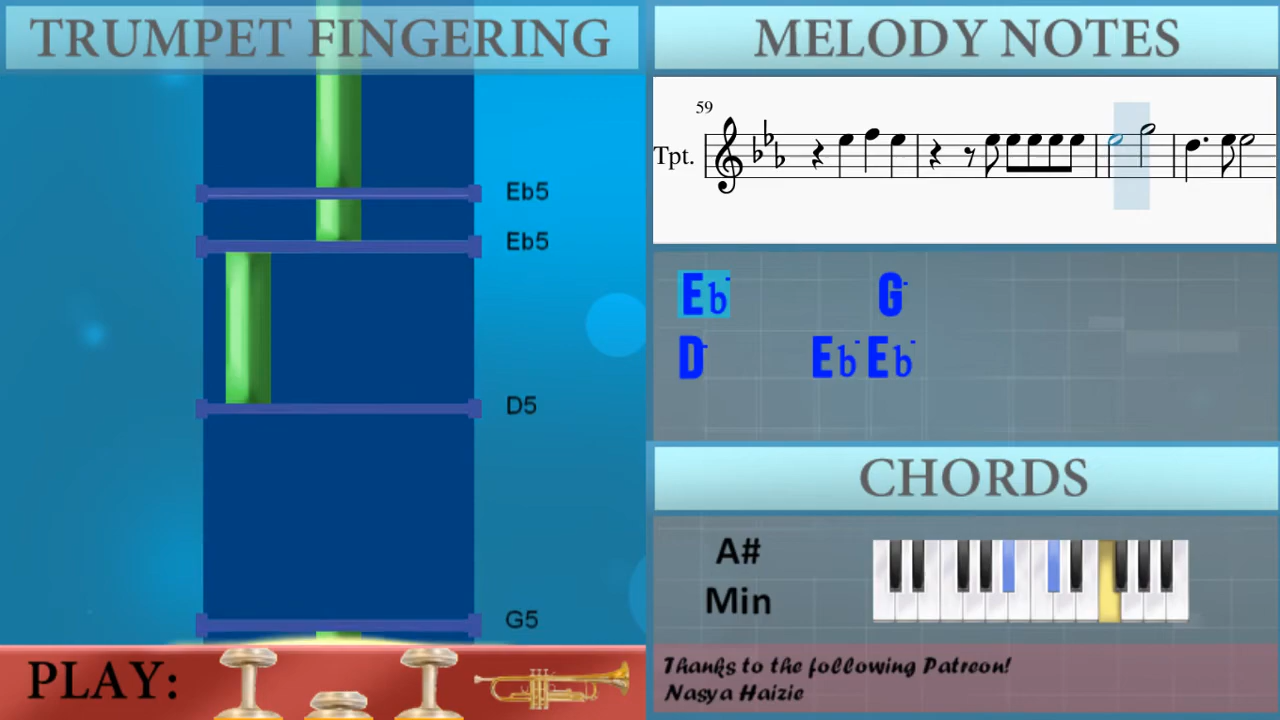 TRUMPET FINGERING
Eb5
Eb5
D5
G5
PLAY:
MELODY NOTES
59
Tpt.
Eb G
D Eb Eb
CHORDS
A#
Min
Thanks to the following Patreon!
Nasya Haizie